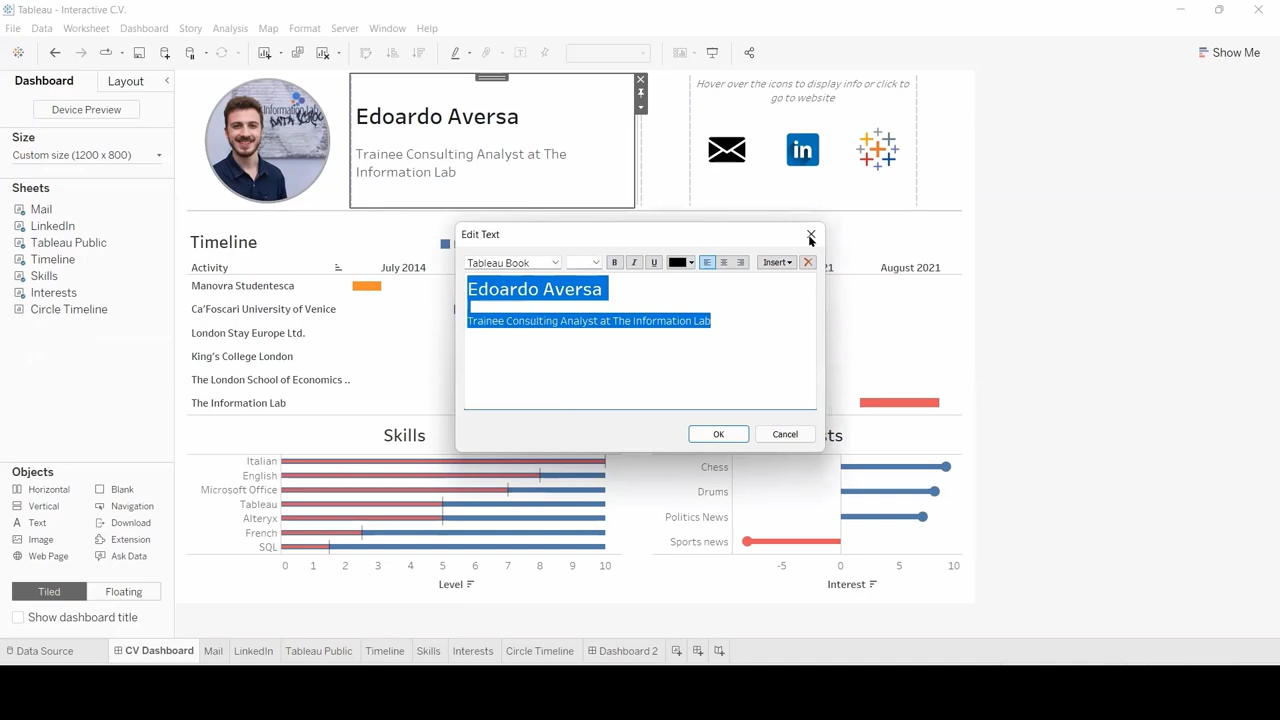 Tableau - Interactive C.V.
File Data Worksheet Dashboard Story Analysis Map Format Server Window Help
Show Me
Dashboard Layout
Device Preview
Size
Custom size (1200 x 800)
Sheets
Mail
LinkedIn
Tableau Public
Timeline
Skills
Interests
Circle Timeline
Objects
Horizontal Blank
Vertical Navigation
Text Download
Image Extension
Web Page Ask Data
Tiled Floating
Show dashboard title
Information Lab
DATA SCHOOL
Edoardo Aversa
Trainee Consulting Analyst at The
Information Lab
Hover over the icons to display info or click to
go to website
in
Timeline
Activity July 2014 21 August 2021
Manovra Studentesca
Ca'Foscari University of Venice
London Stay Europe Ltd.
King's College London
The London School of Economics ..
The Information Lab
Edit Text
Tableau Book B I U Insert
Edoardo Aversa
Trainee Consulting Analyst at The Information Lab
OK Cancel
Skills
Italian
English
Microsoft Office
Tableau
Alteryx
French
SQL
0 1 2 3 4 5 6 7 8 9 10
Level
sts
Chess
Drums
Politics News
Sports news
-5 0 5 10
Interest
Data Source CV Dashboard Mail LinkedIn Tableau Public Timeline Skills Interests Circle Timeline Dashboard 2